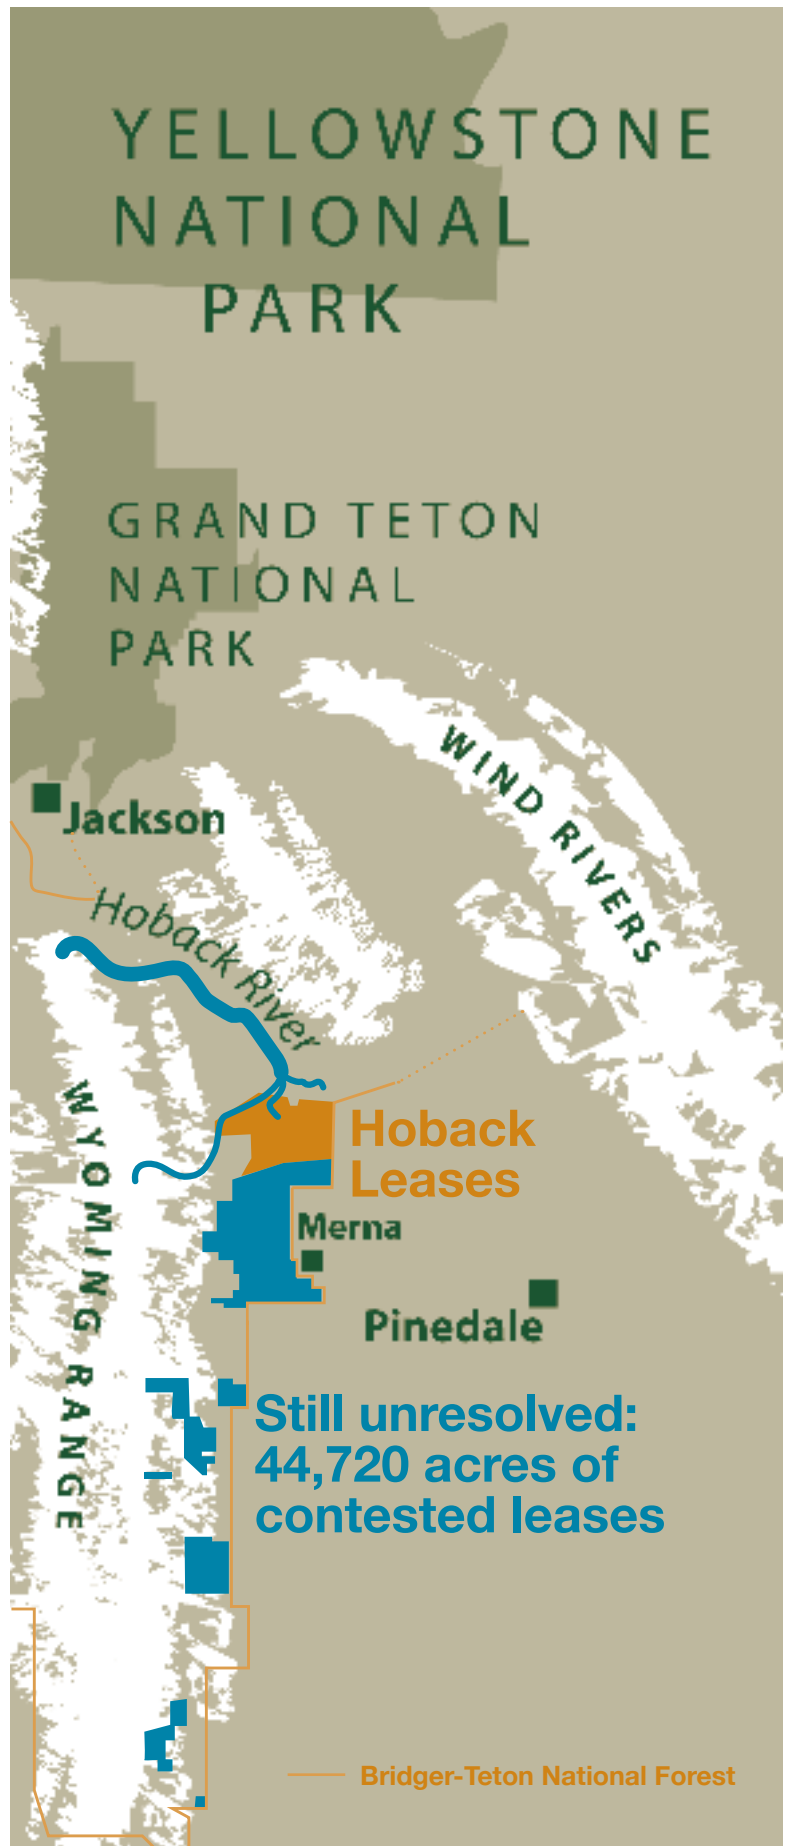 YELLOWSTONE
NATIONAL
PARK
GRAND TETON
NATIONAL
PARK
WIND RIVERS
Jackson
Hoback River
WYOMING RANGE
Hoback
Leases
Merna
Pinedale
Still unresolved:
44,720 acres of
contested leases
Bridger-Teton National Forest